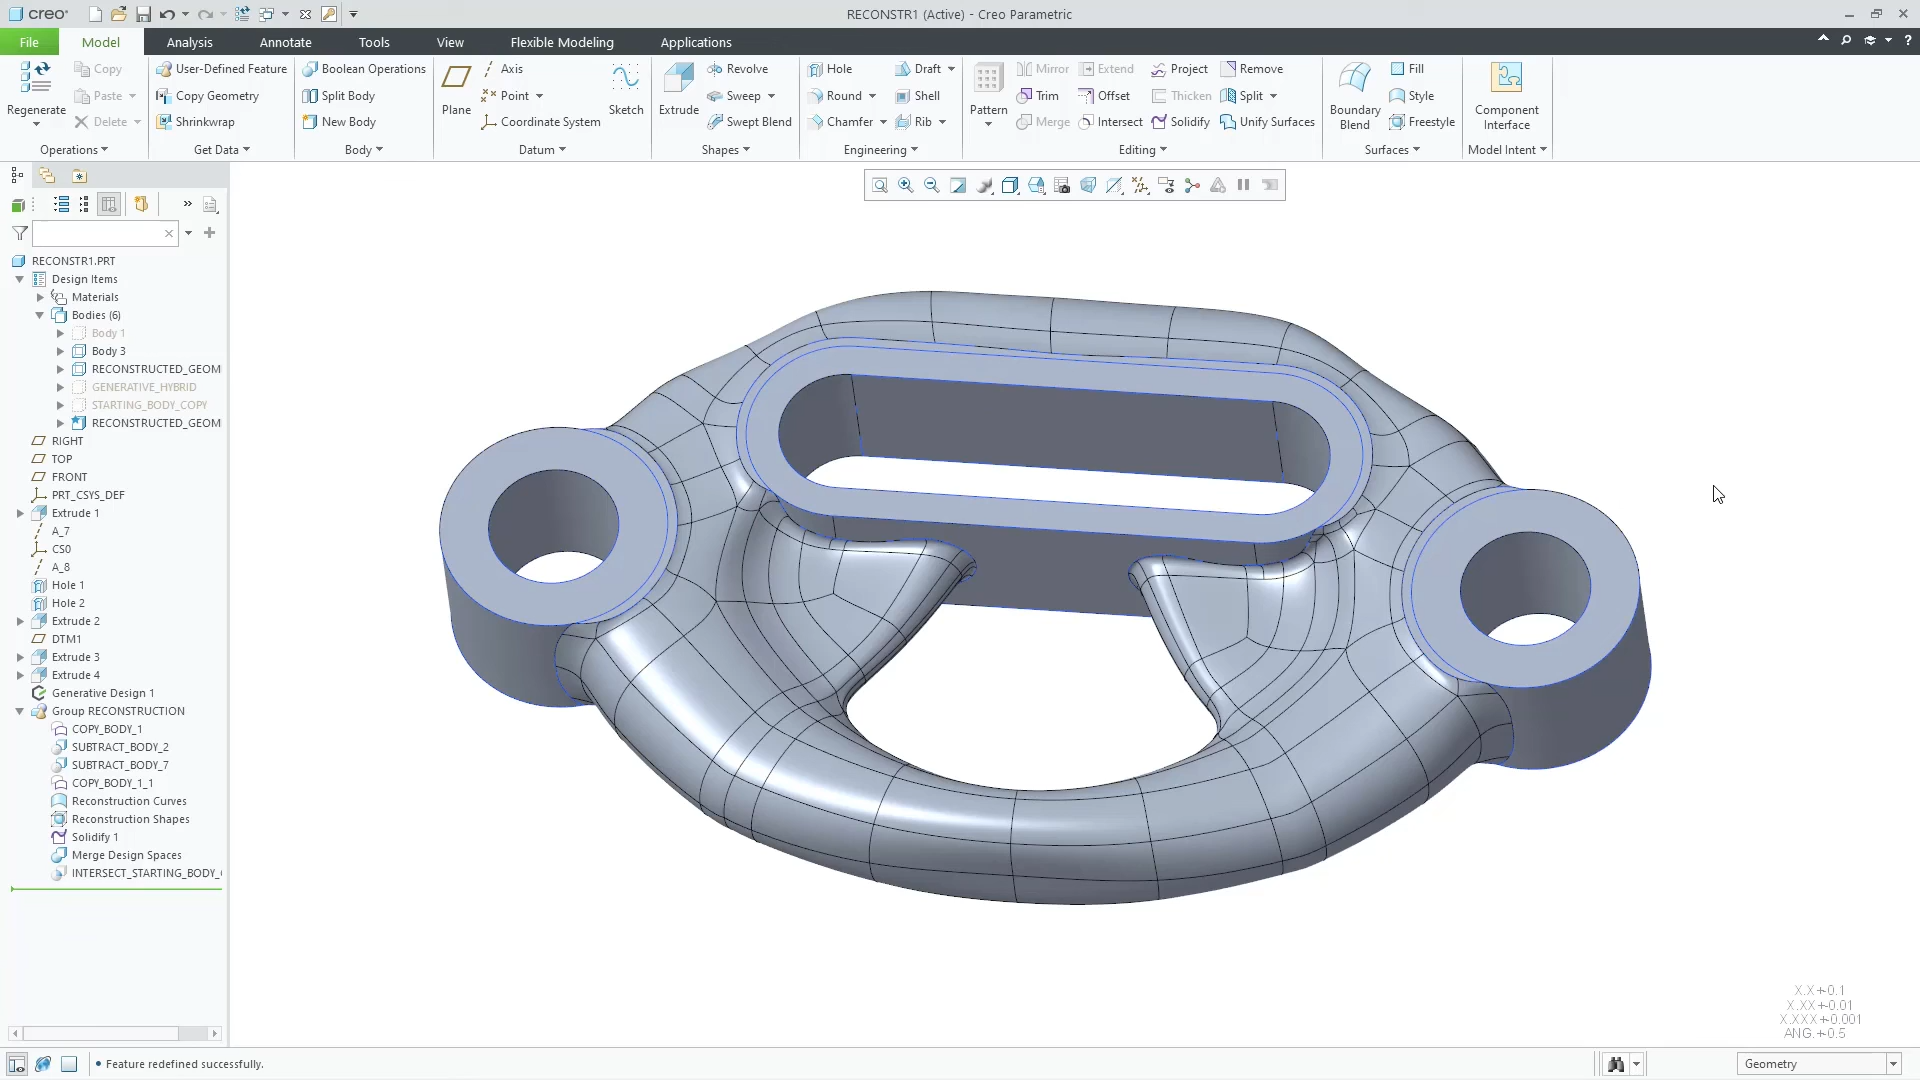 creo
RECONSTR1 (Active) - Creo Parametric
File
Model
Analysis
Annotate
Tools
View
Flexible Modeling
Applications
?
Regenerate
Copy
Paste
Delete
Operations
User-Defined Feature
Copy Geometry
Shrinkwrap
Get Data
Boolean Operations
Split Body
New Body
Body
Plane
Axis
Point
Coordinate System
Sketch
Datum
Extrude
Revolve
Sweep
Swept Blend
Shapes
Hole
Round
Chamfer
Draft
Shell
Rib
Engineering
Pattern
Mirror
Trim
Merge
Extend
Offset
Intersect
Project
Thicken
Solidify
Remove
Split
Unify Surfaces
Editing
Boundary
Blend
Fill
Style
Freestyle
Surfaces
Component
Interface
Model Intent
RECONSTR1.PRT
Design Items
Materials
Bodies (6)
Body 1
Body 3
RECONSTRUCTED_GEOM
GENERATIVE_HYBRID
STARTING_BODY_COPY
RECONSTRUCTED_GEOM
RIGHT
TOP
FRONT
PRT_CSYS_DEF
Extrude 1
A_7
CS0
A_8
Hole 1
Hole 2
Extrude 2
DTM1
Extrude 3
Extrude 4
Generative Design 1
Group RECONSTRUCTION
COPY_BODY_1
SUBTRACT_BODY_2
SUBTRACT_BODY_7
COPY_BODY_1_1
Reconstruction Curves
Reconstruction Shapes
Solidify 1
Merge Design Spaces
INTERSECT_STARTING_BODY_
X.X+-0.1
X.XX+-0.01
X.XXX+-0.001
ANG.+-0.5
• Feature redefined successfully.
Geometry